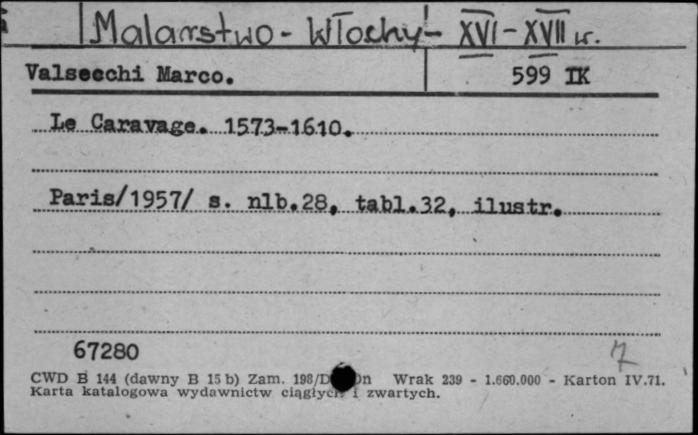 Malarstwo - Włochy - XVI - XVII w.
Valsecchi Marco.
599 IK
Le Caravage. 1573-1610.
Paris/1957/ s. nlb.28, tabl.32, ilustr.
67280
7
CWD B 144 (dawny B 15 b) Zam. 198/D Wrak 239 - 1.660.000 - Karton IV.71.
Karta katalogowa wydawnictw ciągłych i zwartych.